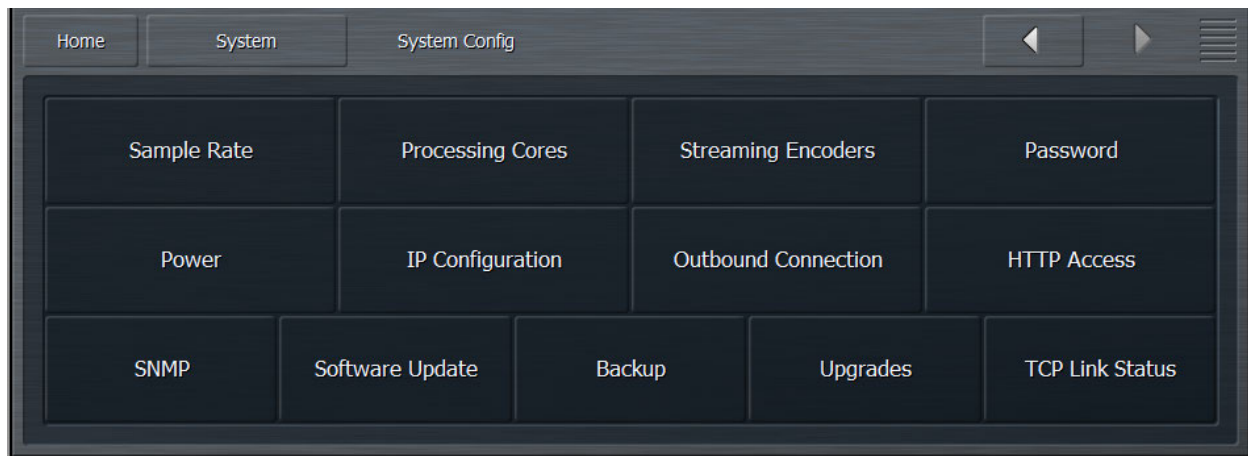 Home System System Config
Sample Rate Processing Cores Streaming Encoders Password
Power IP Configuration Outbound Connection HTTP Access
SNMP Software Update Backup Upgrades TCP Link Status